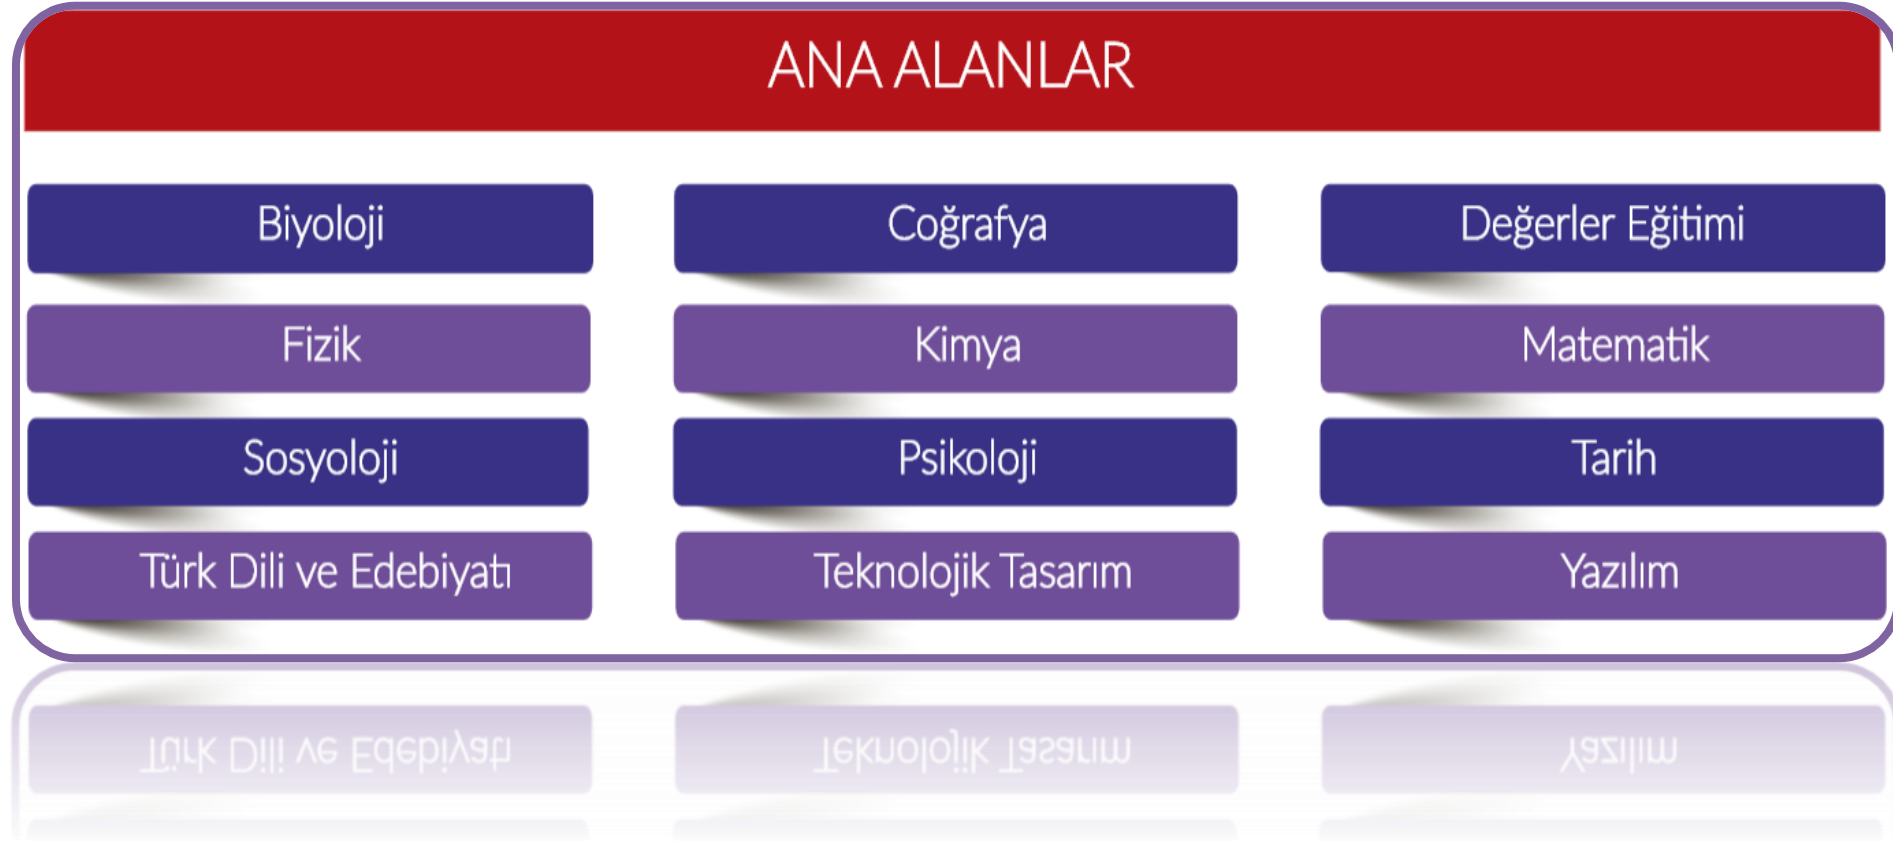 ANA ALANLAR
Biyoloji
Coğrafya
Değerler Eğitimi
Fizik
Kimya
Matematik
Sosyoloji
Psikoloji
Tarih
Türk Dili ve Edebiyatı
Teknolojik Tasarım
Yazılım